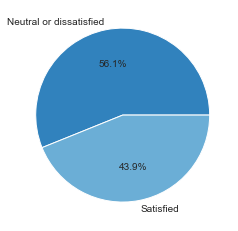 Neutral or dissatisfied
56.1%
43.9%
Satisfied